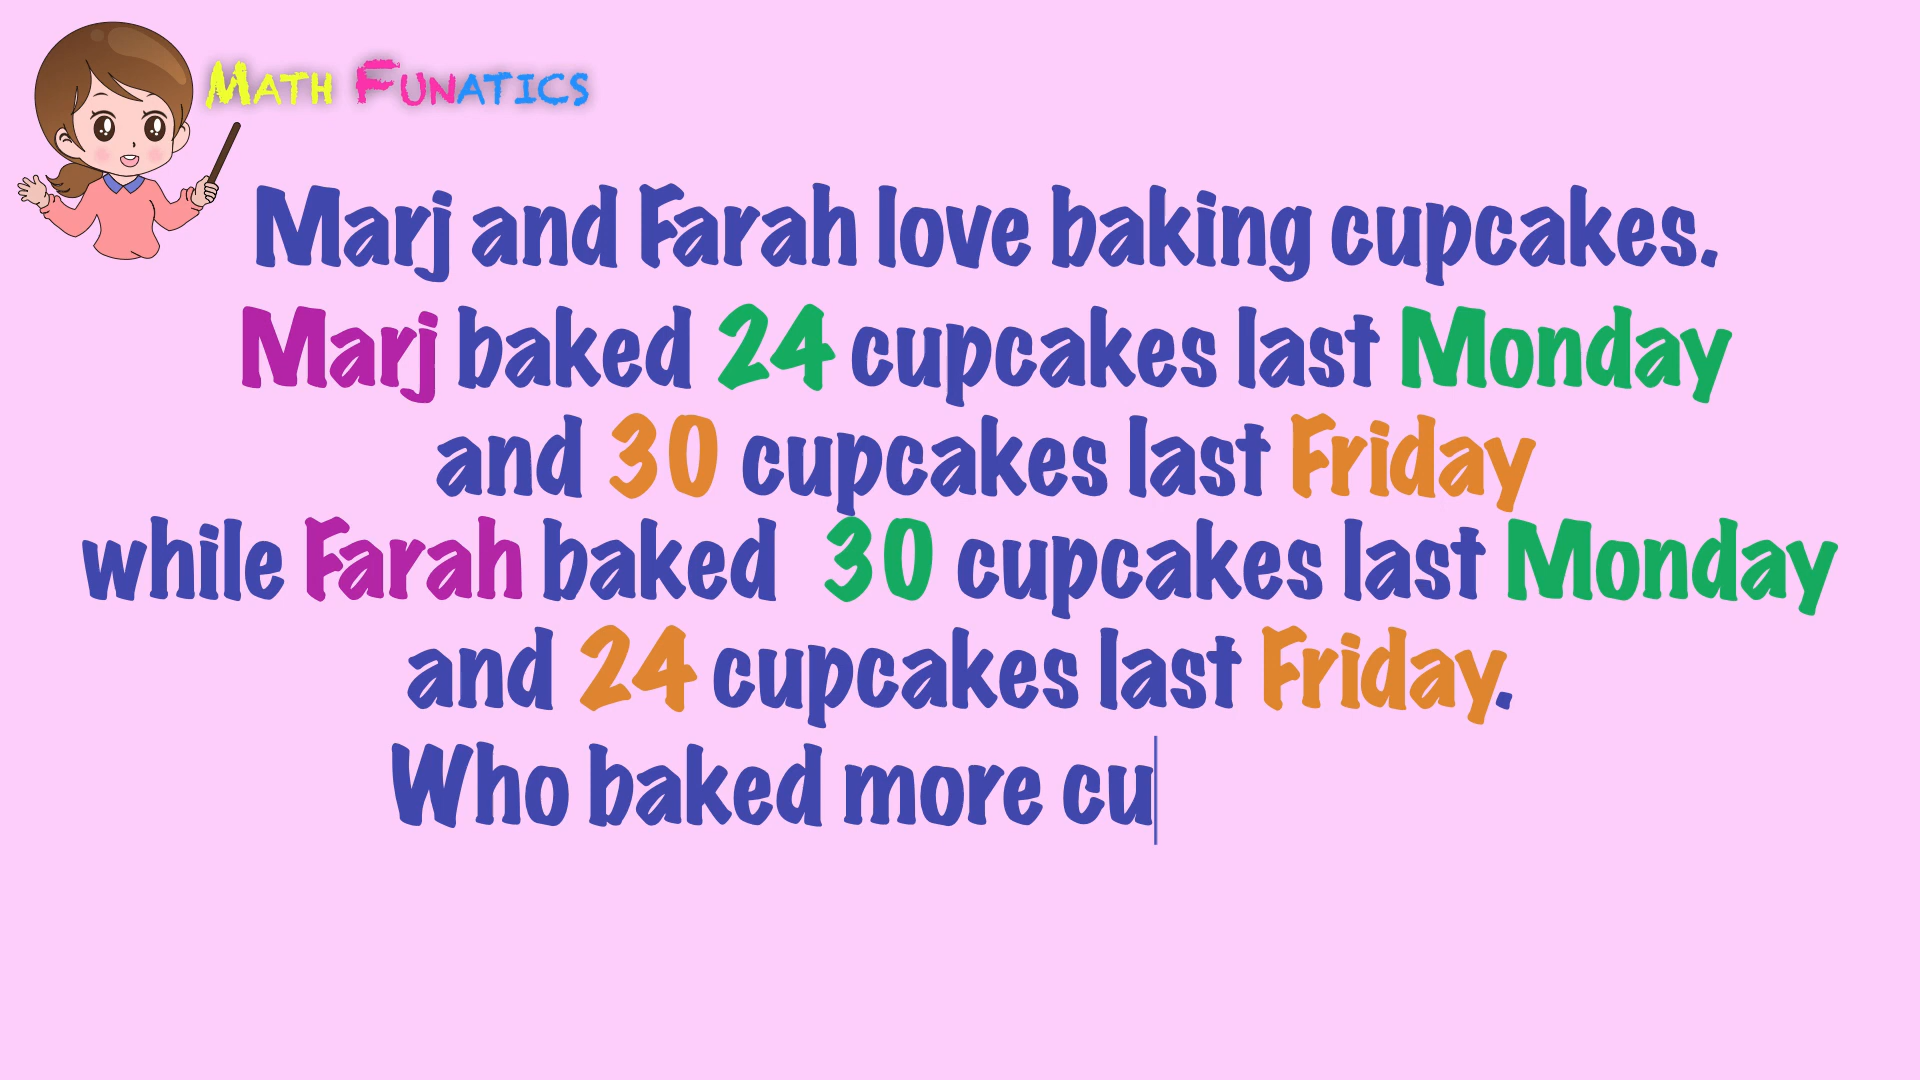 Math Funatics
Marj and Farah love baking cupcakes.
Marj baked 24 cupcakes last Monday
and 30 cupcakes last Friday
while Farah baked 30 cupcakes last Monday
and 24 cupcakes last Friday.
Who baked more cu